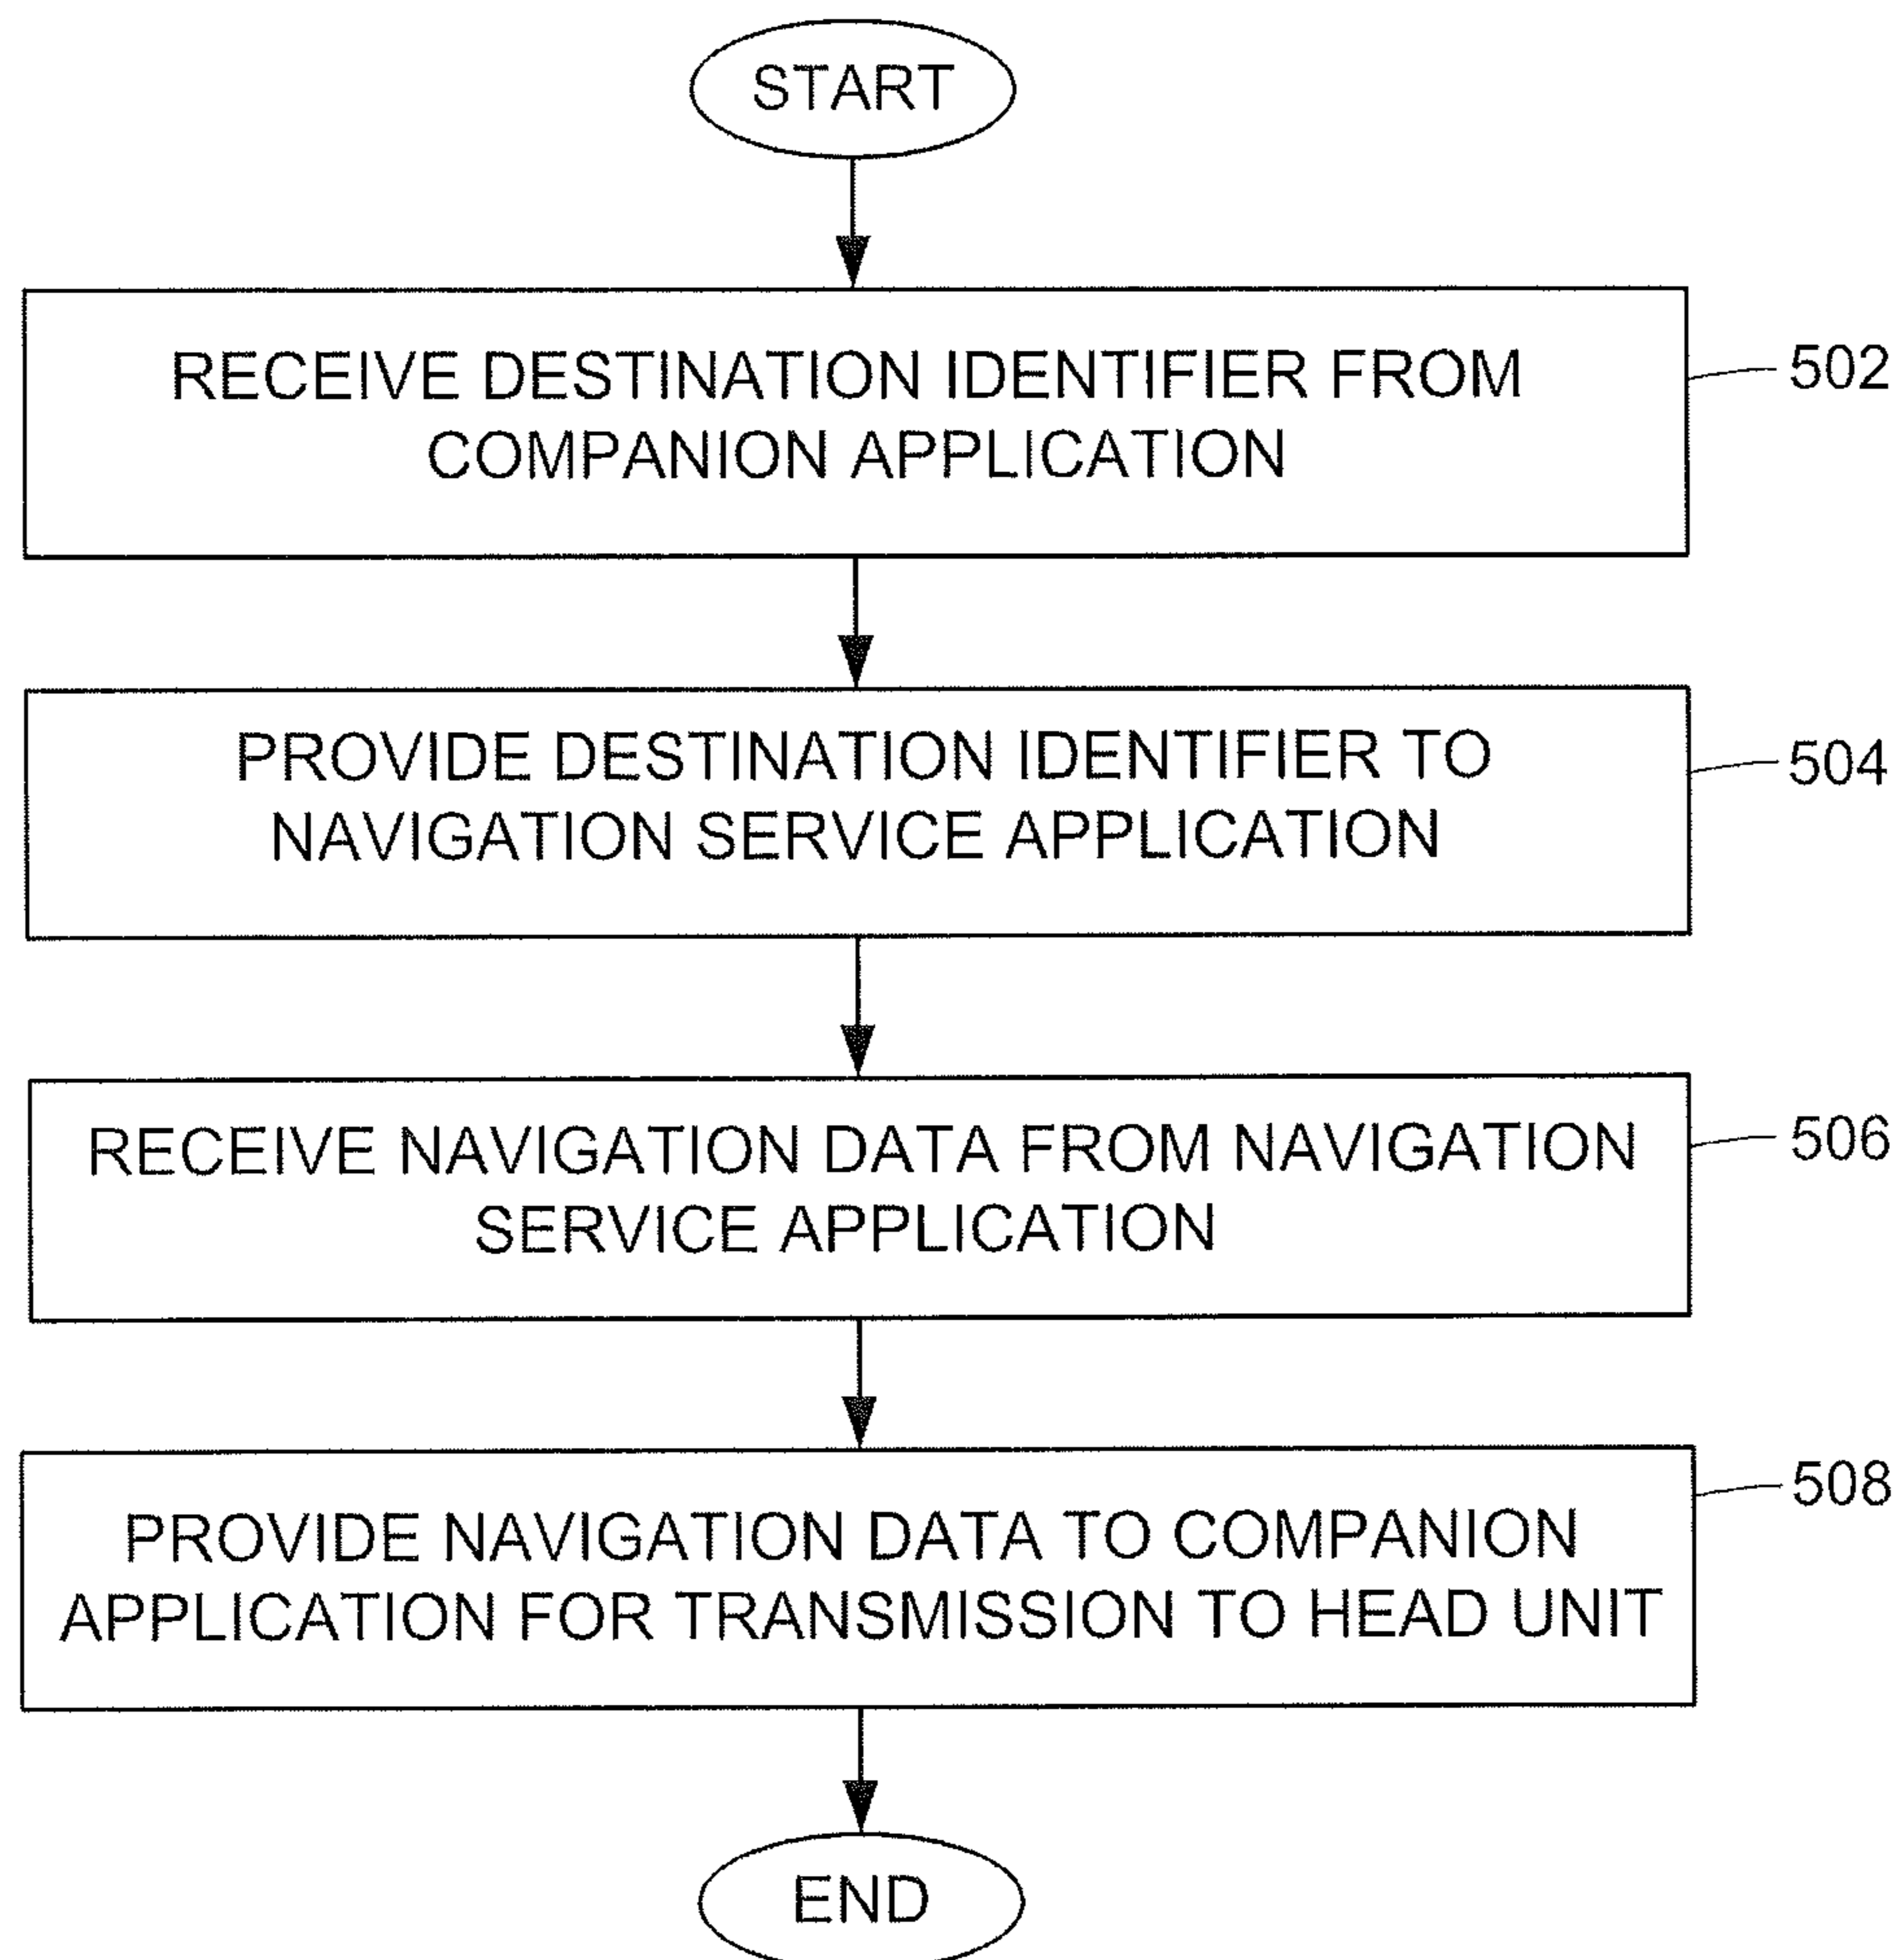 START
RECEIVE DESTINATION IDENTIFIER FROM
COMPANION APPLICATION
502
PROVIDE DESTINATION IDENTIFIER TO
NAVIGATION SERVICE APPLICATION
504
RECEIVE NAVIGATION DATA FROM NAVIGATION
SERVICE APPLICATION
506
PROVIDE NAVIGATION DATA TO COMPANION
APPLICATION FOR TRANSMISSION TO HEAD UNIT
508
END